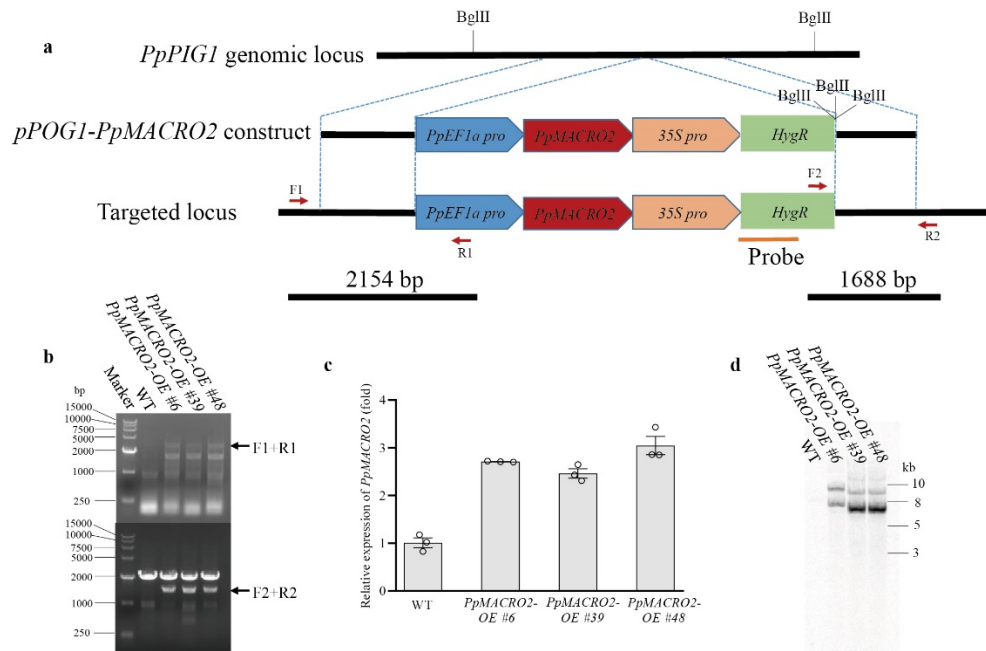 a
BglII
BglII
PpPIG1 genomic locus
BglII
BglII
BglII
pPOG1-PpMACRO2 construct
PpEF1a pro
PpMACRO2
35S pro
HygR
F1
F2
Targeted locus
PpEF1a pro
PpMACRO2
35S pro
HygR
R1
R2
Probe
2154 bp
1688 bp
b
bp
Marker
WT
PpMACRO2-OE #6
PpMACRO2-OE #39
PpMACRO2-OE #48
15000
10000
7500
5000
2000
1000
250
F1+R1
15000
10000
7500
5000
2000
1000
250
F2+R2
c
Relative expression of PpMACRO2 (fold)
4
3
2
1
0
WT
PpMACRO2-
OE #6
PpMACRO2-
OE #39
PpMACRO2-
OE #48
d
WT
PpMACRO2-OE #6
PpMACRO2-OE #39
PpMACRO2-OE #48
kb
10
8
5
3